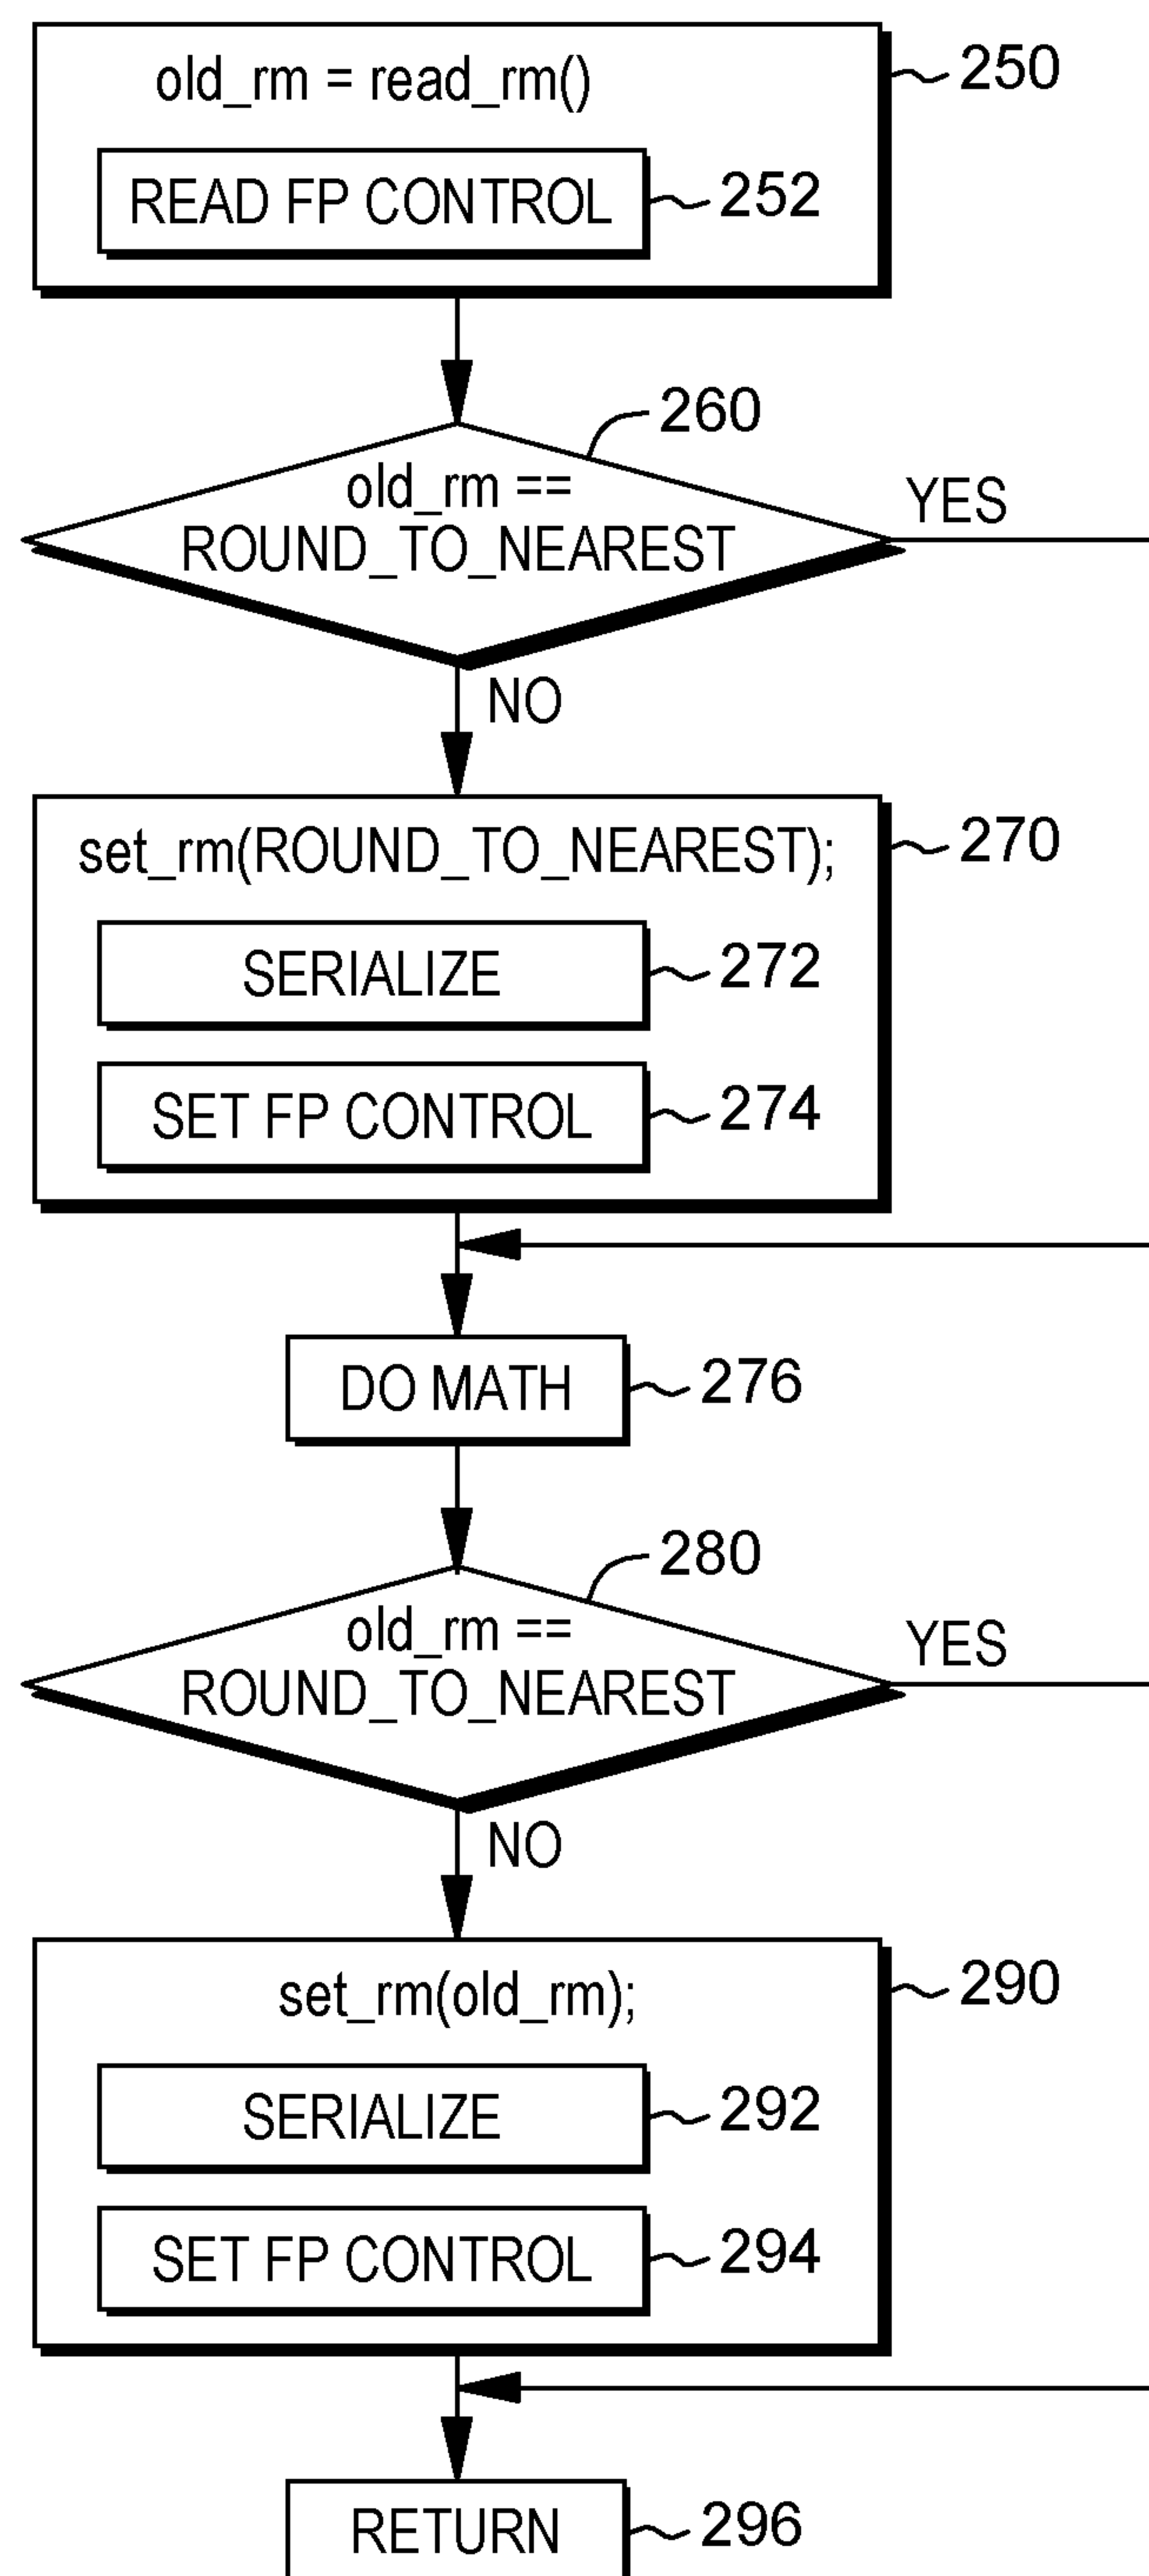 old_rm = read_rm()
250
READ FP CONTROL
252
260
old_rm ==
ROUND_TO_NEAREST
YES
NO
set_rm(ROUND_TO_NEAREST);
270
SERIALIZE
272
SET FP CONTROL
274
DO MATH
276
280
old_rm ==
ROUND_TO_NEAREST
YES
NO
set_rm(old_rm);
290
SERIALIZE
292
SET FP CONTROL
294
RETURN
296